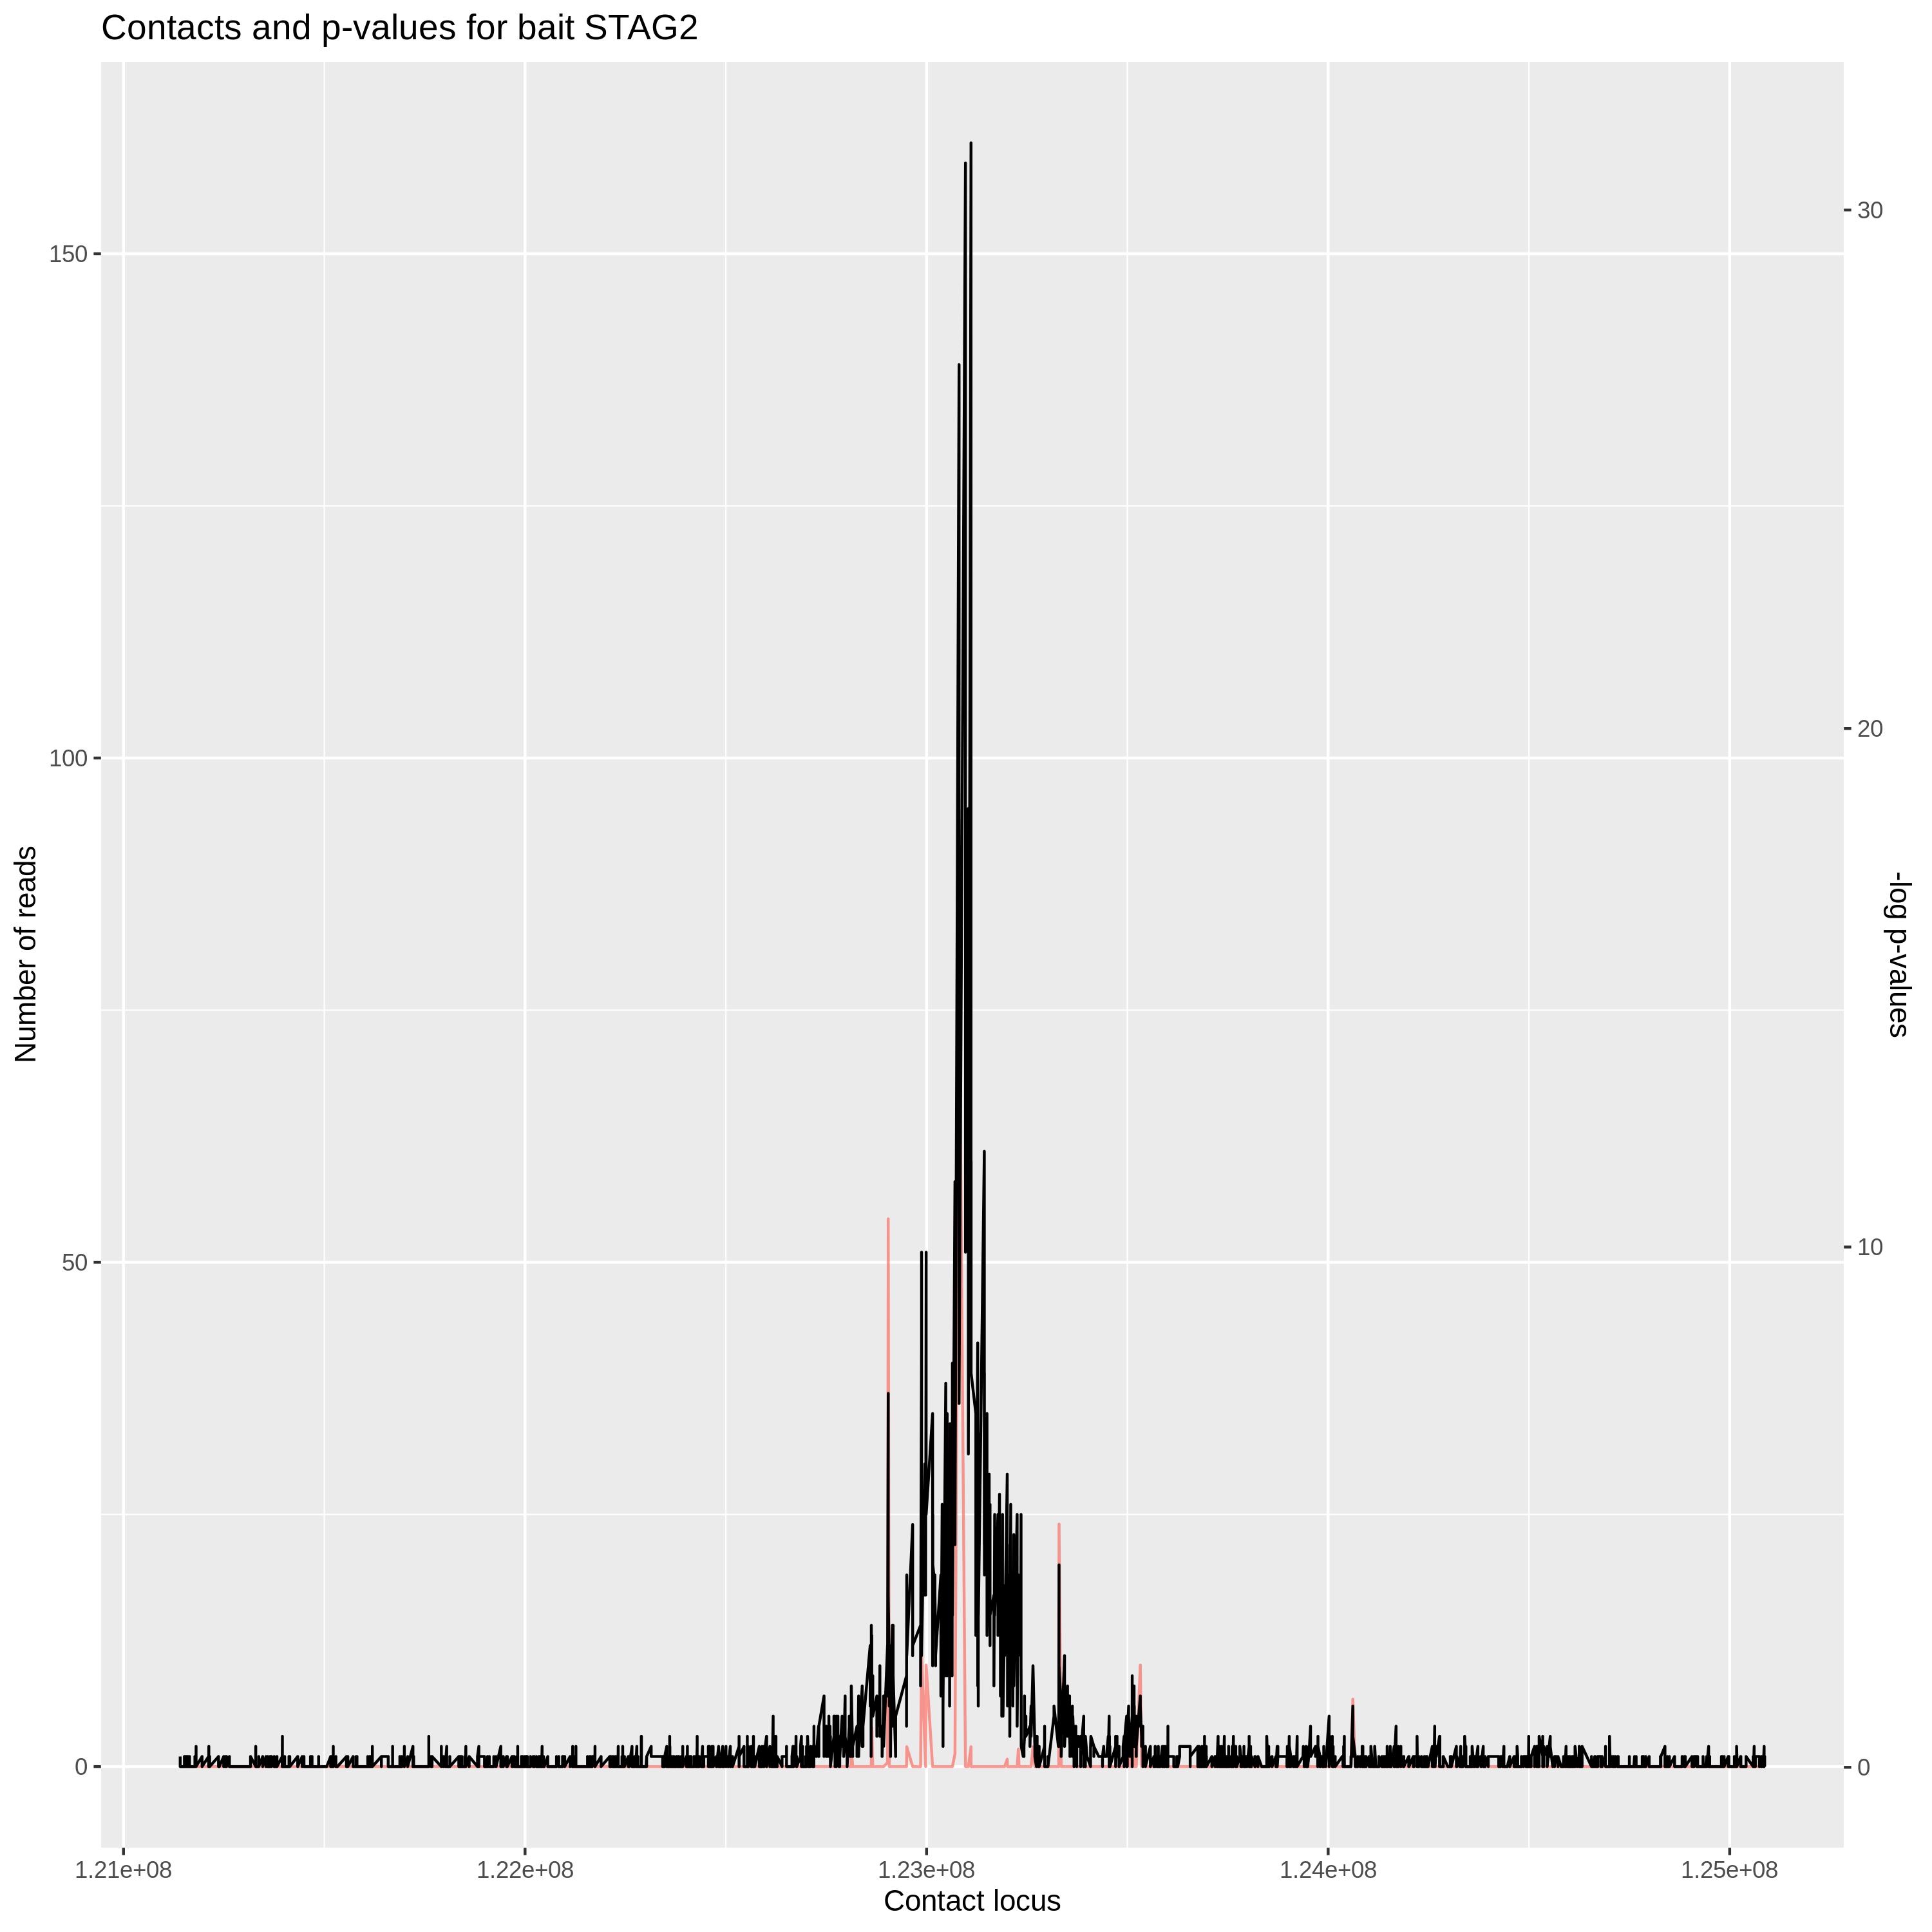 Contacts and p-values for bait STAG2
150
100
50
0
Number of reads
30
20
10
0
-log p-values
1.21e+08 1.22e+08 1.23e+08 1.24e+08 1.25e+08
Contact locus